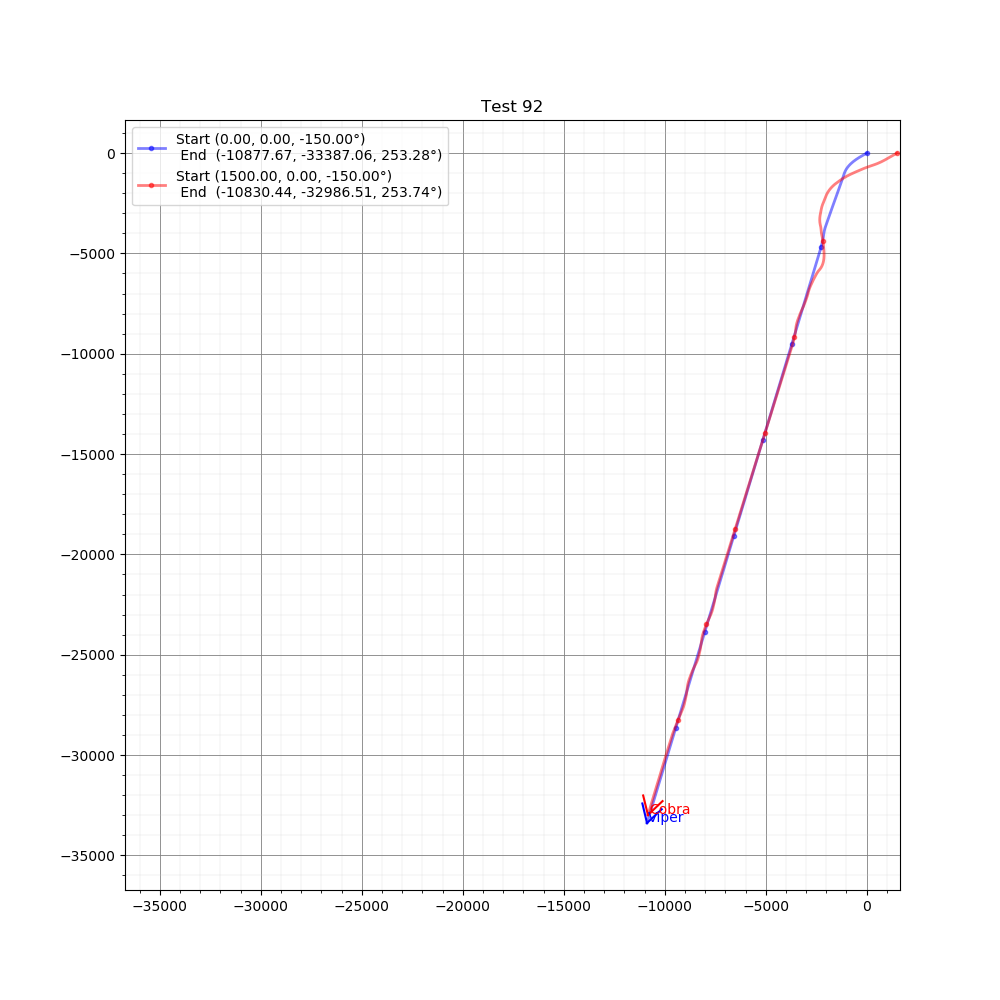 Test 92
Start (0.00, 0.00, -150.00°)
End (-10877.67, -33387.06, 253.28°)
Start (1500.00, 0.00, -150.00°)
End (-10830.44, -32986.51, 253.74°)
0
−5000
−10000
−15000
−20000
−25000
−30000
−35000
Cobra
Viper
−35000 −30000 −25000 −20000 −15000 −10000 −5000 0